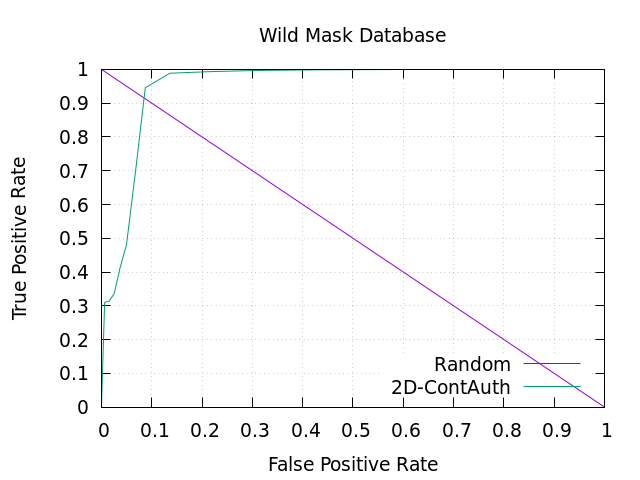 Wild Mask Database
1
0.9
0.8
0.7
0.6
0.5
0.4
0.3
0.2
0.1
0
True Positive Rate
Random
2D-ContAuth
0 0.1 0.2 0.3 0.4 0.5 0.6 0.7 0.8 0.9 1
False Positive Rate